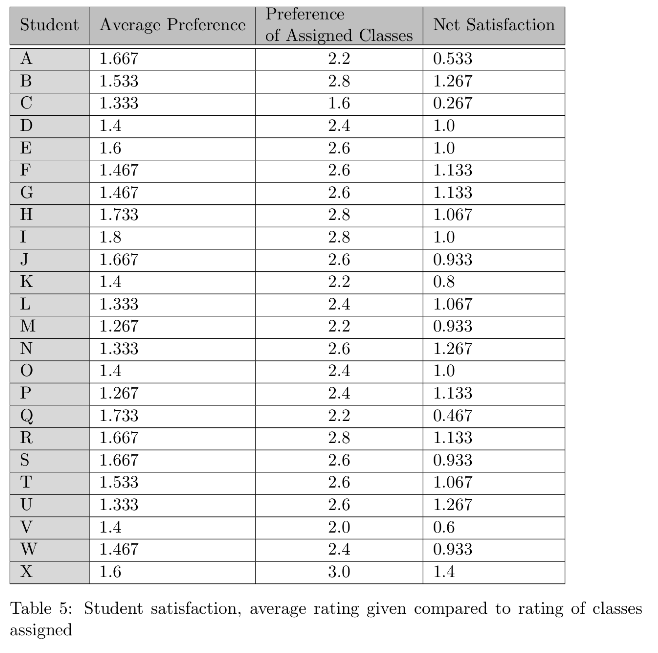 Student Average Preference Preference of Assigned Classes Net Satisfaction
A 1.667 2.2 0.533
B 1.533 2.8 1.267
C 1.333 1.6 0.267
D 1.4 2.4 1.0
E 1.6 2.6 1.0
F 1.467 2.6 1.133
G 1.467 2.6 1.133
H 1.733 2.8 1.067
I 1.8 2.8 1.0
J 1.667 2.6 0.933
K 1.4 2.2 0.8
L 1.333 2.4 1.067
M 1.267 2.2 0.933
N 1.333 2.6 1.267
O 1.4 2.4 1.0
P 1.267 2.4 1.133
Q 1.733 2.2 0.467
R 1.667 2.8 1.133
S 1.667 2.6 0.933
T 1.533 2.6 1.067
U 1.333 2.6 1.267
V 1.4 2.0 0.6
W 1.467 2.4 0.933
X 1.6 3.0 1.4
Table 5: Student satisfaction, average rating given compared to rating of classes
assigned